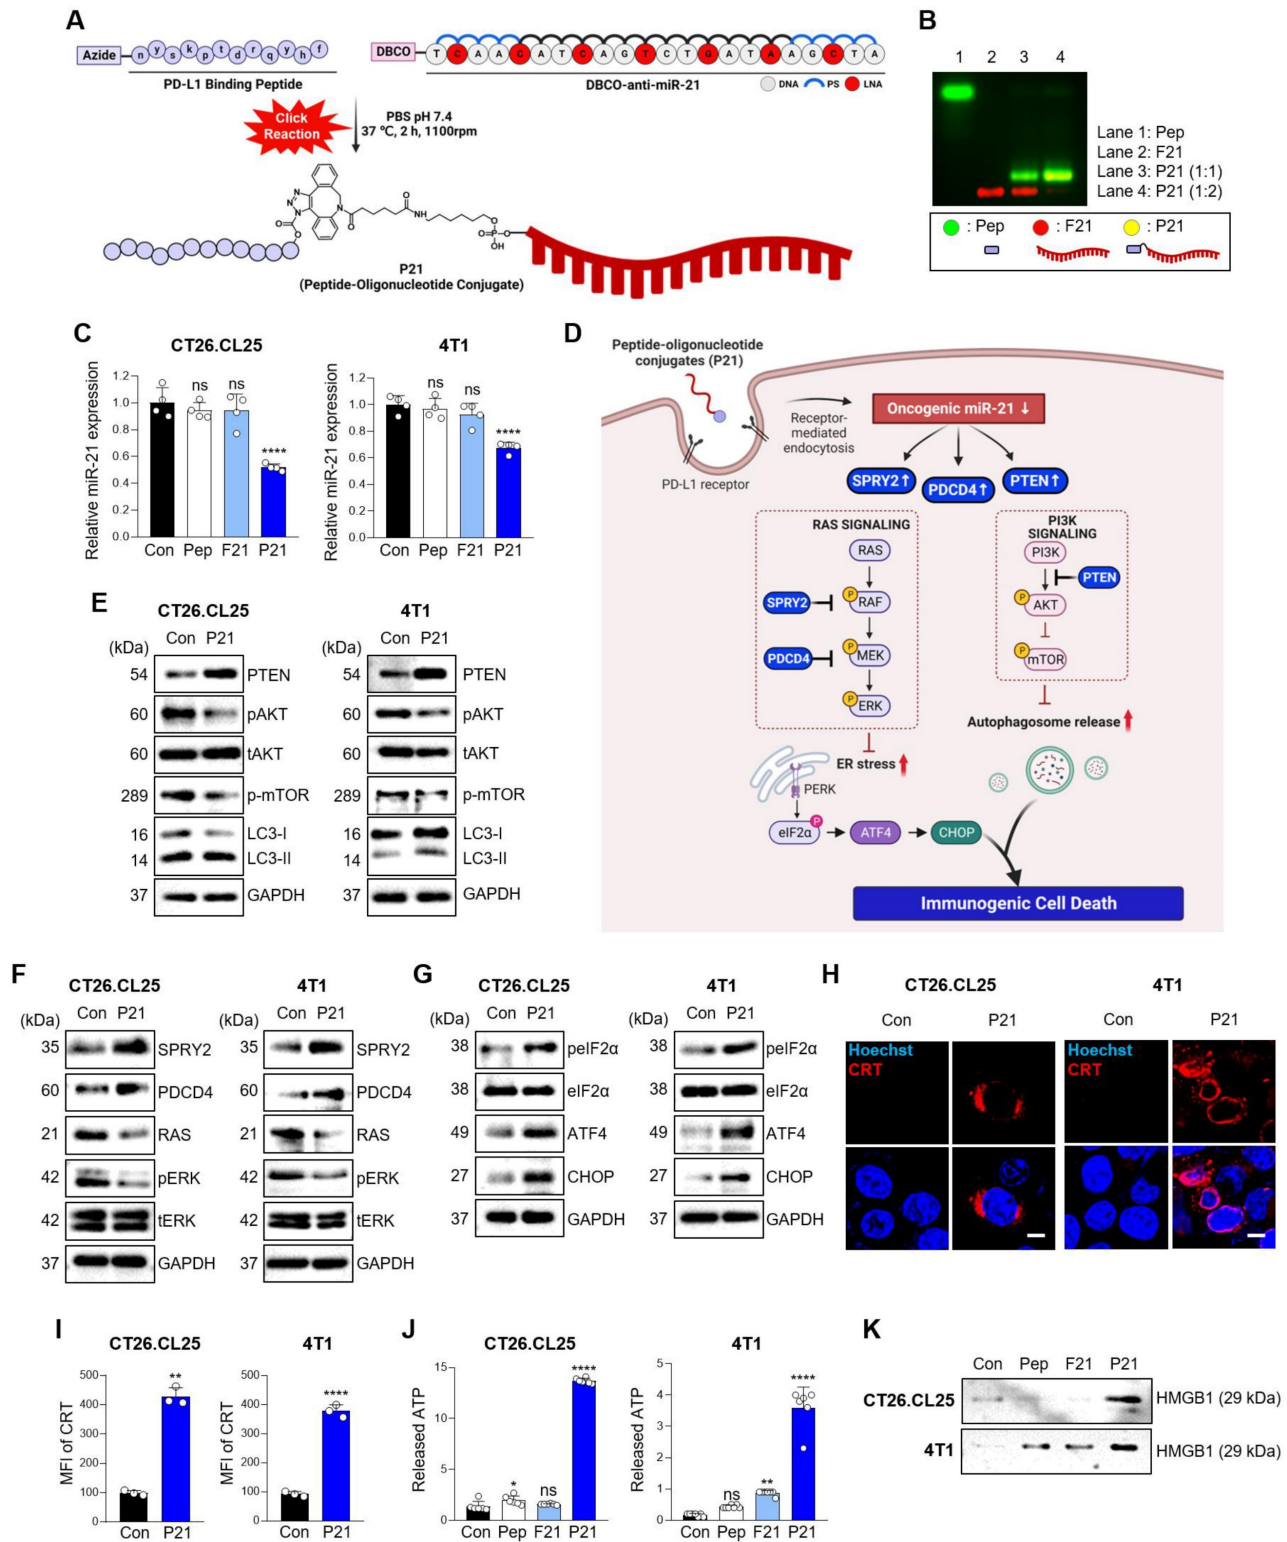 A
Azide
n y s k p t d r q y h f
PD-L1 Binding Peptide
DBCO
T C A A C A T C A G T C T G A T A A G C T A
DBCO-anti-miR-21
DNA PS LNA
Click
Reaction
PBS pH 7.4
37 °C, 2 h, 1100rpm
N
N
N
N
O
O
O
O
NH
O
O
P
O
OH
P21
(Peptide-Oligonucleotide Conjugate)
B
1 2 3 4
Lane 1: Pep
Lane 2: F21
Lane 3: P21 (1:1)
Lane 4: P21 (1:2)
: Pep : F21 : P21
C
CT26.CL25
Relative miR-21 expression
1.2
1.0
0.8
0.6
0.4
0.2
0.0
ns
ns
****
Con Pep F21 P21
4T1
Relative miR-21 expression
1.2
1.0
0.8
0.6
0.4
0.2
0.0
ns
ns
****
Con Pep F21 P21
D
Peptide-oligonucleotide
conjugates (P21)
PD-L1 receptor
Receptor-
mediated
endocytosis
Oncogenic miR-21 ↓
SPRY2↑
PDCD4↑
PTEN↑
RAS SIGNALING
RAS
SPRY2
P
RAF
PDCD4
P
MEK
P
ERK
PI3K
SIGNALING
PI3K
PTEN
P
AKT
P
mTOR
Autophagosome release
ER stress
PERK
eIF2α
P
ATF4
CHOP
Immunogenic Cell Death
E
CT26.CL25
(kDa) Con P21
54 PTEN
60 pAKT
60 tAKT
289 p-mTOR
16 LC3-I
14 LC3-II
37 GAPDH
4T1
(kDa) Con P21
54 PTEN
60 pAKT
60 tAKT
289 p-mTOR
16 LC3-I
14 LC3-II
37 GAPDH
F
CT26.CL25
(kDa) Con P21
35 SPRY2
60 PDCD4
21 RAS
42 pERK
42 tERK
37 GAPDH
4T1
(kDa) Con P21
35 SPRY2
60 PDCD4
21 RAS
42 pERK
42 tERK
37 GAPDH
G
CT26.CL25
(kDa) Con P21
38 peIF2α
38 eIF2α
49 ATF4
27 CHOP
37 GAPDH
4T1
(kDa) Con P21
38 peIF2α
38 eIF2α
49 ATF4
27 CHOP
37 GAPDH
H
CT26.CL25
Con P21
Hoechst
CRT
4T1
Con P21
Hoechst
CRT
I
CT26.CL25
MFI of CRT
500
400
300
200
100
0
**
Con P21
4T1
MFI of CRT
500
400
300
200
100
0
****
Con P21
J
CT26.CL25
Released ATP
15
10
5
0
*
ns
****
Con Pep F21 P21
4T1
Released ATP
5
4
3
2
1
0
ns
**
****
Con Pep F21 P21
K
Con Pep F21 P21
CT26.CL25 HMGB1 (29 kDa)
4T1 HMGB1 (29 kDa)